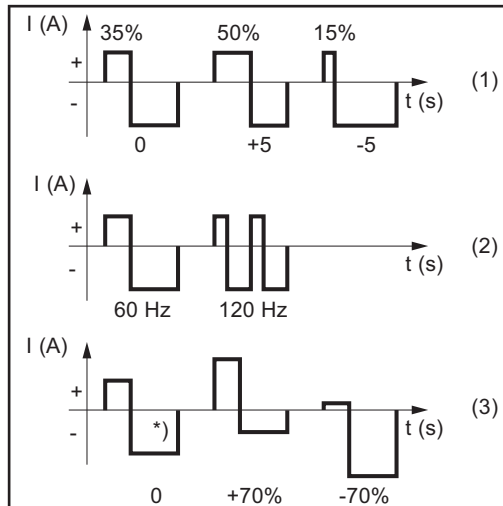 I (A)
35% 50% 15%
+
-
t (s)
(1)
0 +5 -5
I (A)
+
-
t (s)
(2)
60 Hz 120 Hz
I (A)
+
-
*)
t (s)
(3)
0 +70% -70%